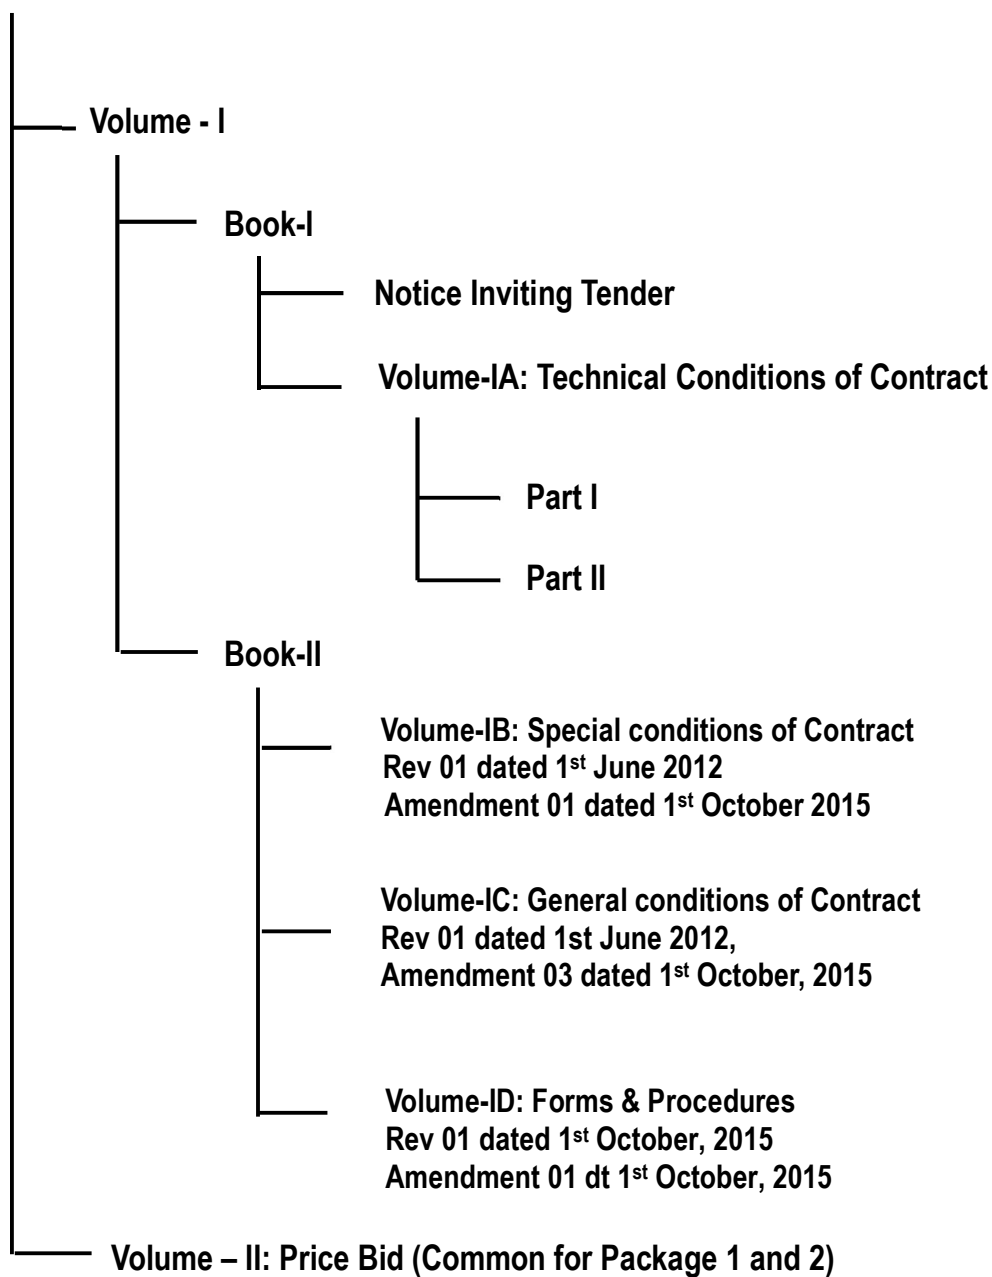 Volume - I
Book-I
Notice Inviting Tender
Volume-IA: Technical Conditions of Contract
Part I
Part II
Book-II
Volume-IB: Special conditions of Contract
Rev 01 dated 1st June 2012
Amendment 01 dated 1st October 2015
Volume-IC: General conditions of Contract
Rev 01 dated 1st June 2012,
Amendment 03 dated 1st October, 2015
Volume-ID: Forms & Procedures
Rev 01 dated 1st October, 2015
Amendment 01 dt 1st October, 2015
Volume – II: Price Bid (Common for Package 1 and 2)